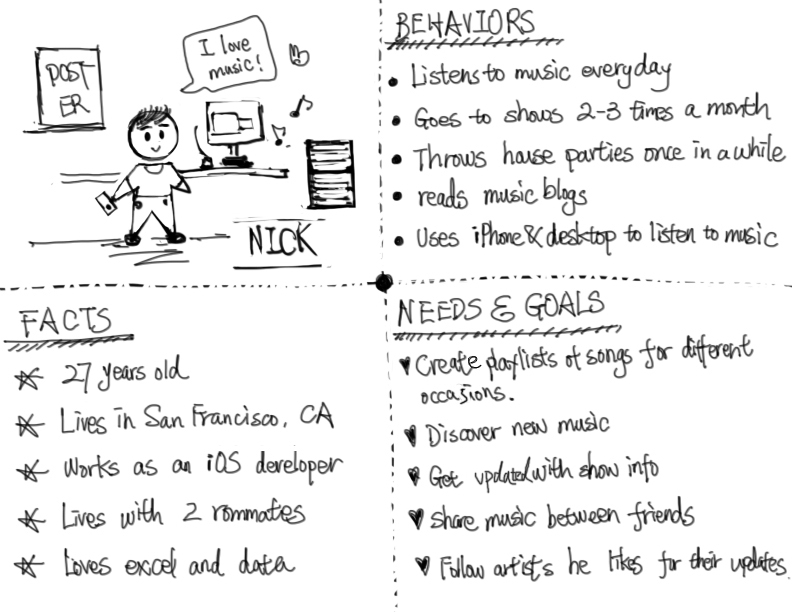 POST
ER
I love
music!
NICK
BEHAVIORS
Listens to music everyday
Goes to shows 2-3 times a month
Throws house parties once in a while
reads music blogs
Uses iPhone & desktop to listen to music
FACTS
27 years old
Lives in San Francisco, CA
Works as an iOS developer
Lives with 2 rommates
Loves excel and data
NEEDS & GOALS
Create playlists of songs for different
occasions.
Discover new music
Get updated with show info
share music between friends
Follow artists he likes for their updates.